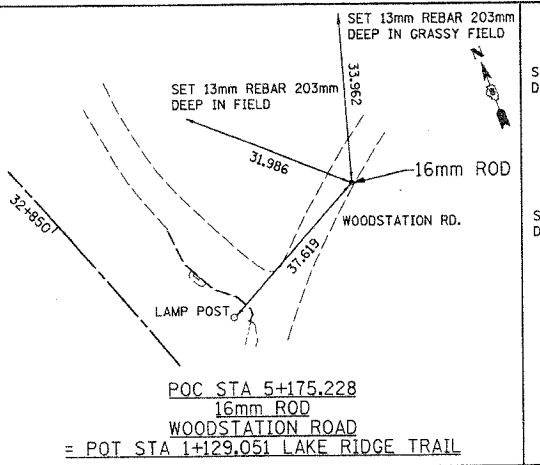 SET 13mm REBAR 203mm
DEEP IN GRASSY FIELD
N
S
D
SET 13mm REBAR 203mm
DEEP IN FIELD
33.962
31.986
16mm ROD
32+850
WOODSTATION RD.
S
D
37.619
LAMP POST
POC STA 5+175.228
16mm ROD
WOODSTATION ROAD
= POT STA 1+129.051 LAKE RIDGE TRAIL